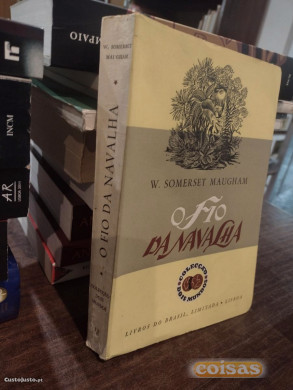 MPAIO
INCM
AR
W. SOMERSET
MAUGHAM
O FIO DA NAVALHA
W. SOMERSET MAUGHAM
O FIO
DA NAVALHA
COLECÇÃO
DOIS MUNDOS
LIVROS DO BRASIL, LIMITADA • LISBOA
CustoJusto.pt
coisas